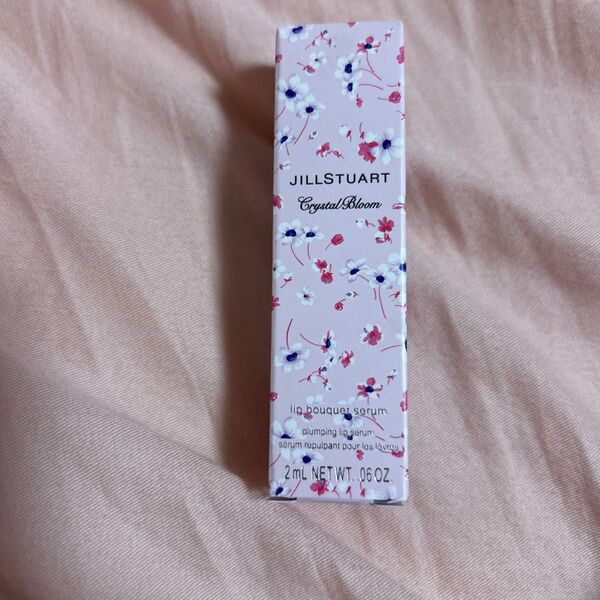 JILLSTUART
Crystal Bloom
lip bouquet serum
plumping lip serum
sérum repulpant pour les lèvres
2 mL NET WT. .06 OZ.